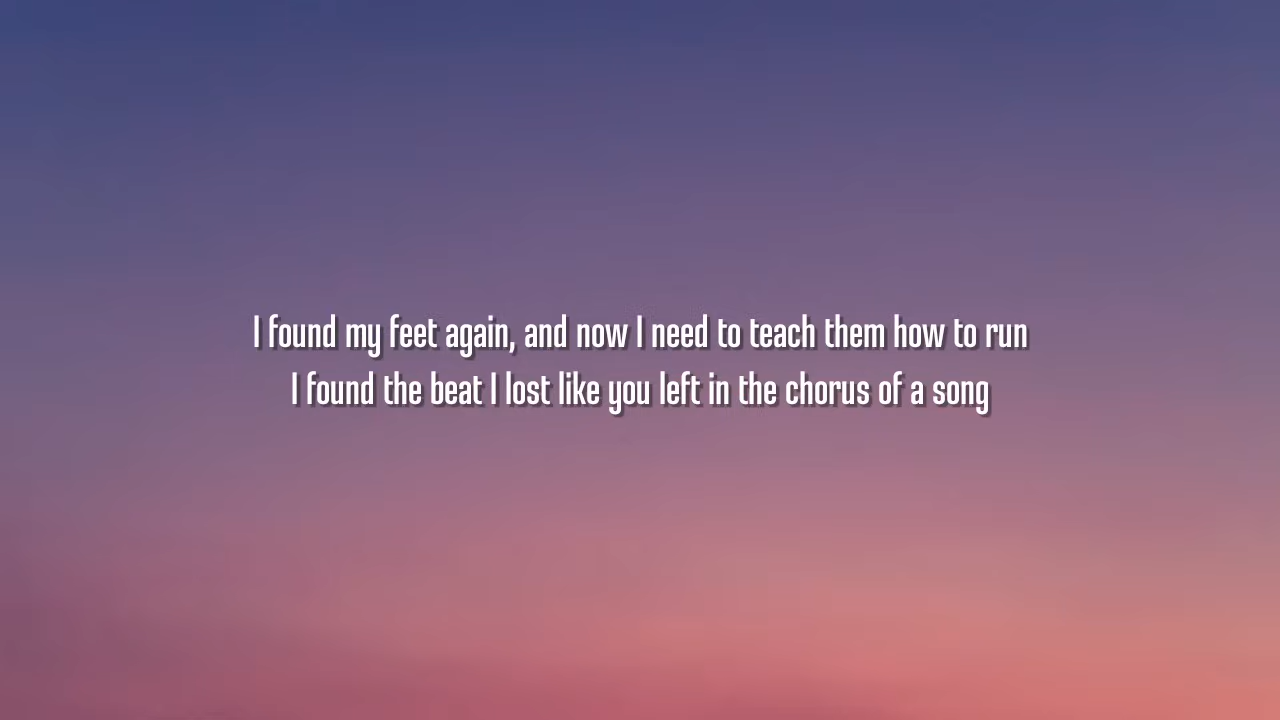 I found my feet again, and now I need to teach them how to run
I found the beat I lost like you left in the chorus of a song